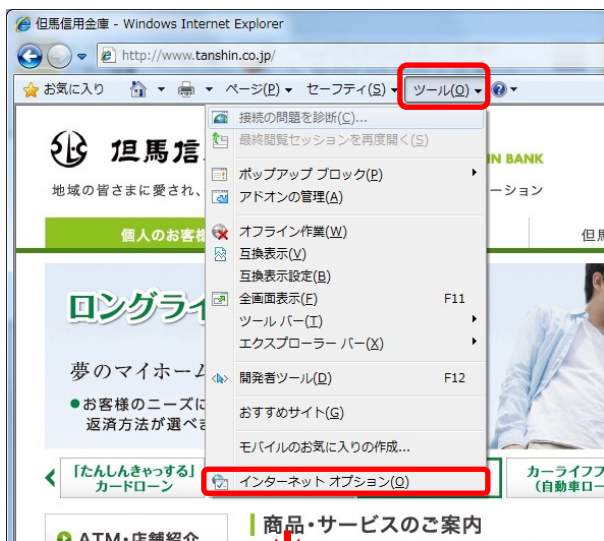 但馬信用金庫 - Windows Internet Explorer
http://www.tanshin.co.jp/
お気に入り ページ(P) セーフティ(S) ツール(O)
接続の問題を診断(C)...
最終閲覧セッションを再度開く(S)
但馬信
IN BANK
ポップアップ ブロック(P)
地域の皆さまに愛され、
ーション
アドオンの管理(A)
個人のお客様
オフライン作業(W)
但馬
互換表示(V)
互換表示設定(B)
ロングライ
全画面表示(F) F11
ツール バー(T)
エクスプローラー バー(X)
夢のマイホーム
開発者ツール(D) F12
●お客様のニーズに
おすすめサイト(G)
返済方法が選べ
モバイルのお気に入りの作成...
「たんしんきゃっする」
カードローン
インターネット オプション(O)
カーライフプ
(自動車ロー
商品・サービスのご案内
ATM・店舗紹介